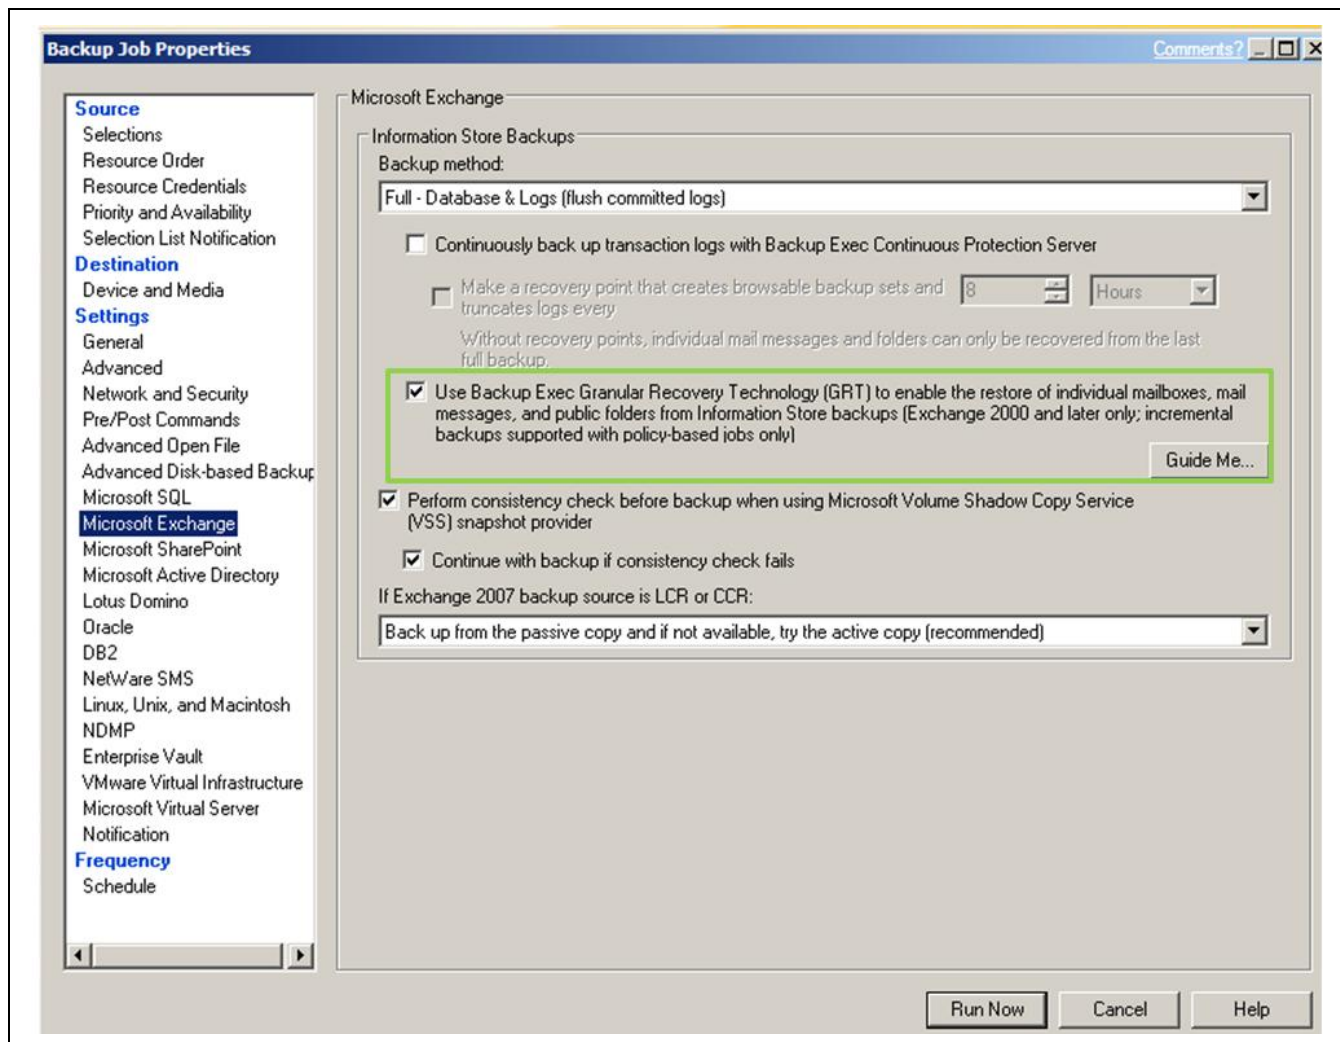 Backup Job Properties
Comments?
Source
Selections
Resource Order
Resource Credentials
Priority and Availability
Selection List Notification
Destination
Device and Media
Settings
General
Advanced
Network and Security
Pre/Post Commands
Advanced Open File
Advanced Disk-based Backup
Microsoft SQL
Microsoft Exchange
Microsoft SharePoint
Microsoft Active Directory
Lotus Domino
Oracle
DB2
NetWare SMS
Linux, Unix, and Macintosh
NDMP
Enterprise Vault
VMware Virtual Infrastructure
Microsoft Virtual Server
Notification
Frequency
Schedule
Microsoft Exchange
Information Store Backups
Backup method:
Full - Database & Logs (flush committed logs)
Continuously back up transaction logs with Backup Exec Continuous Protection Server
Make a recovery point that creates browsable backup sets and
truncates logs every
8
Hours
Without recovery points, individual mail messages and folders can only be recovered from the last
full backup.
Use Backup Exec Granular Recovery Technology (GRT) to enable the restore of individual mailboxes, mail
messages, and public folders from Information Store backups (Exchange 2000 and later only; incremental
backups supported with policy-based jobs only)
Guide Me...
Perform consistency check before backup when using Microsoft Volume Shadow Copy Service
(VSS) snapshot provider
Continue with backup if consistency check fails
If Exchange 2007 backup source is LCR or CCR:
Back up from the passive copy and if not available, try the active copy (recommended)
Run Now
Cancel
Help